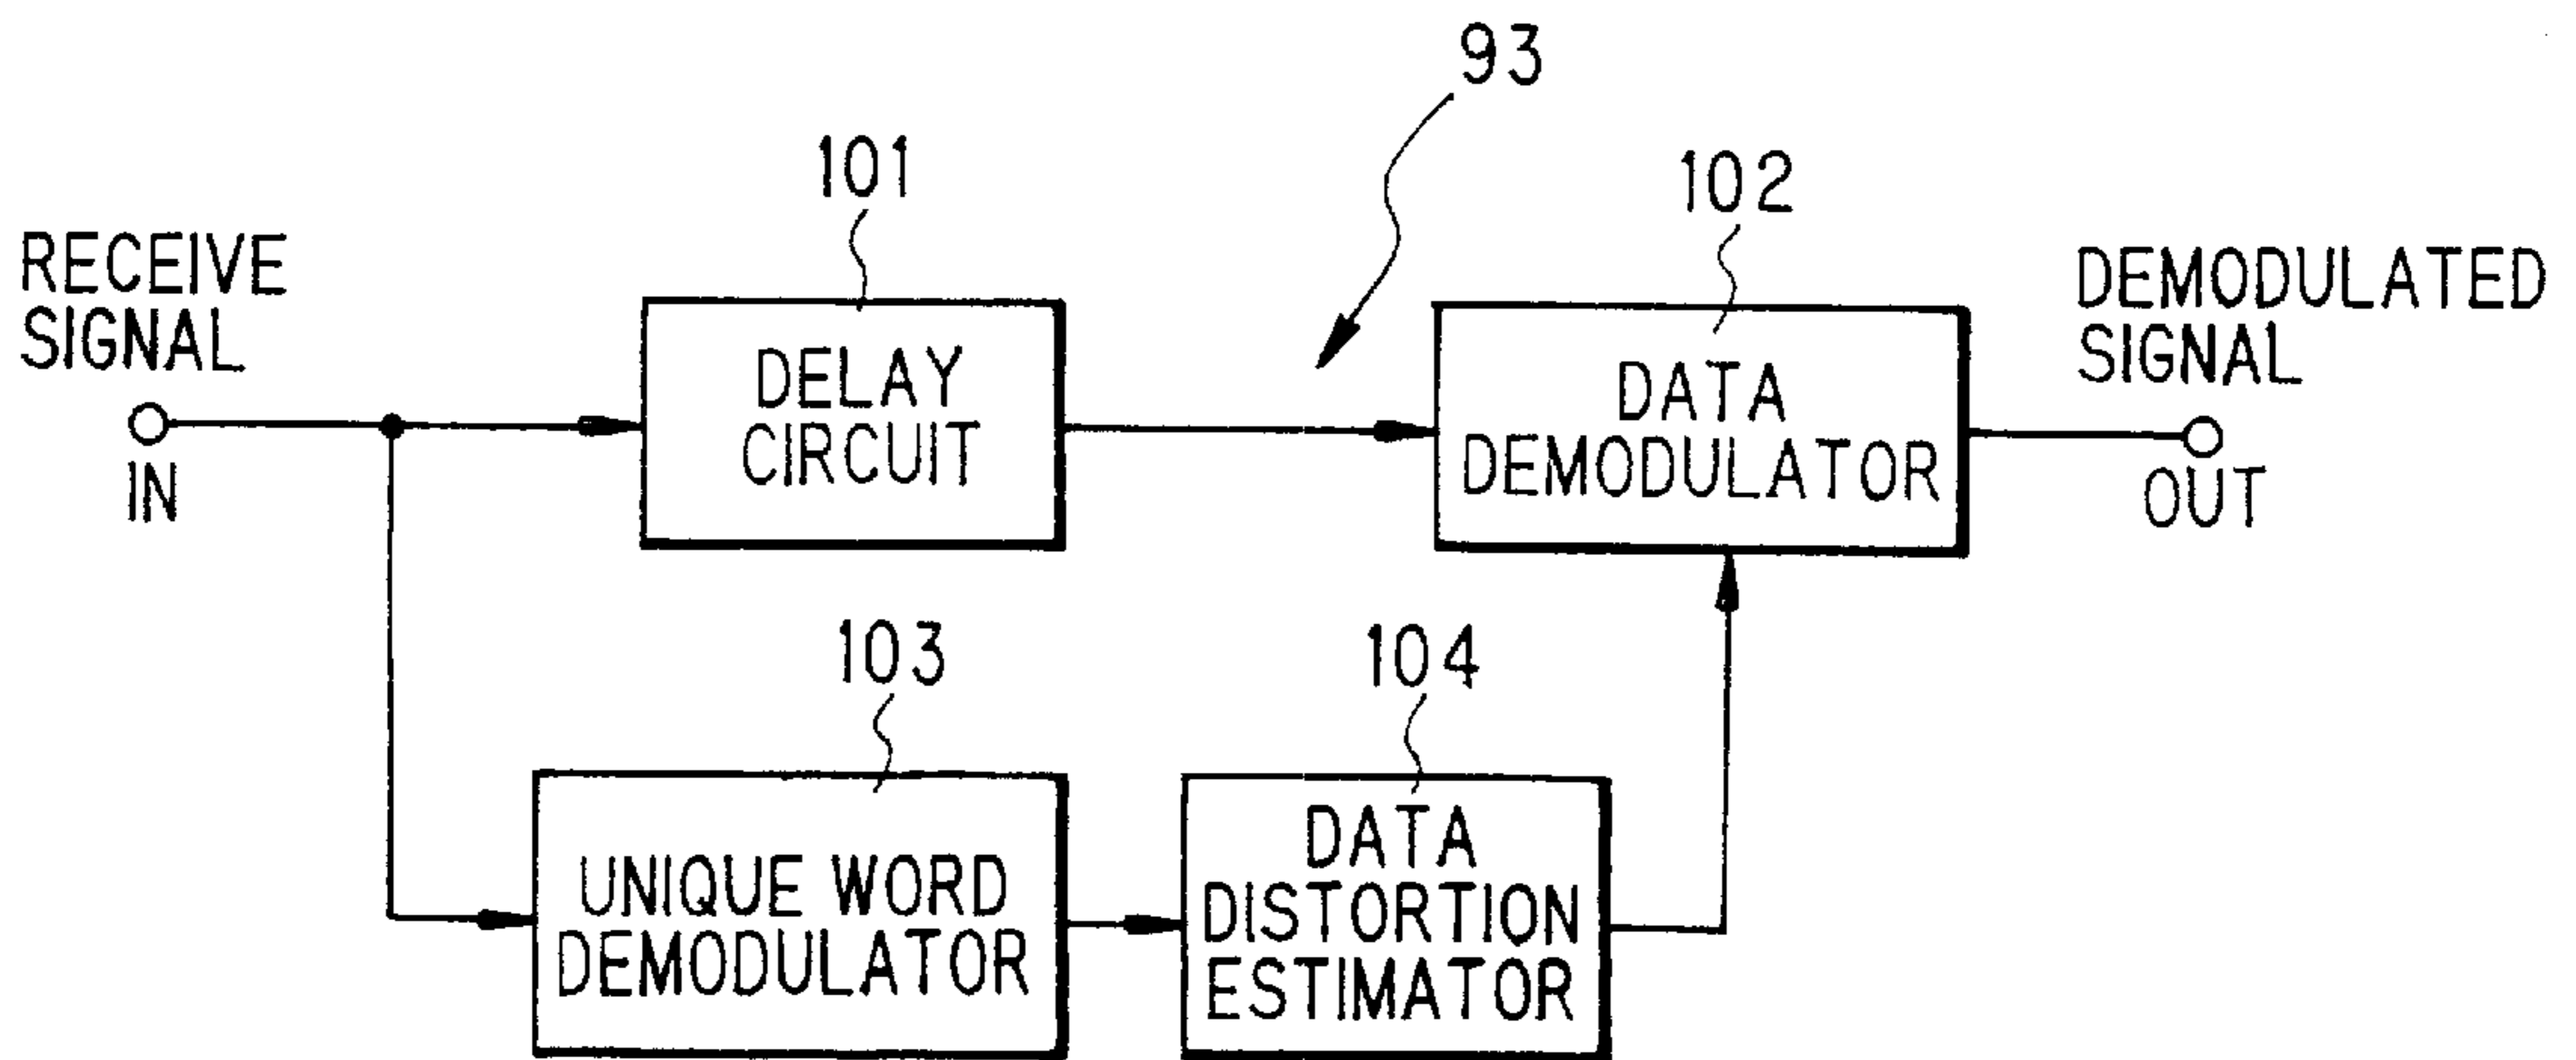 93
101
102
RECEIVE
SIGNAL
IN
DELAY
CIRCUIT
DATA
DEMODULATOR
DEMODULATED
SIGNAL
OUT
103
104
UNIQUE WORD
DEMODULATOR
DATA
DISTORTION
ESTIMATOR